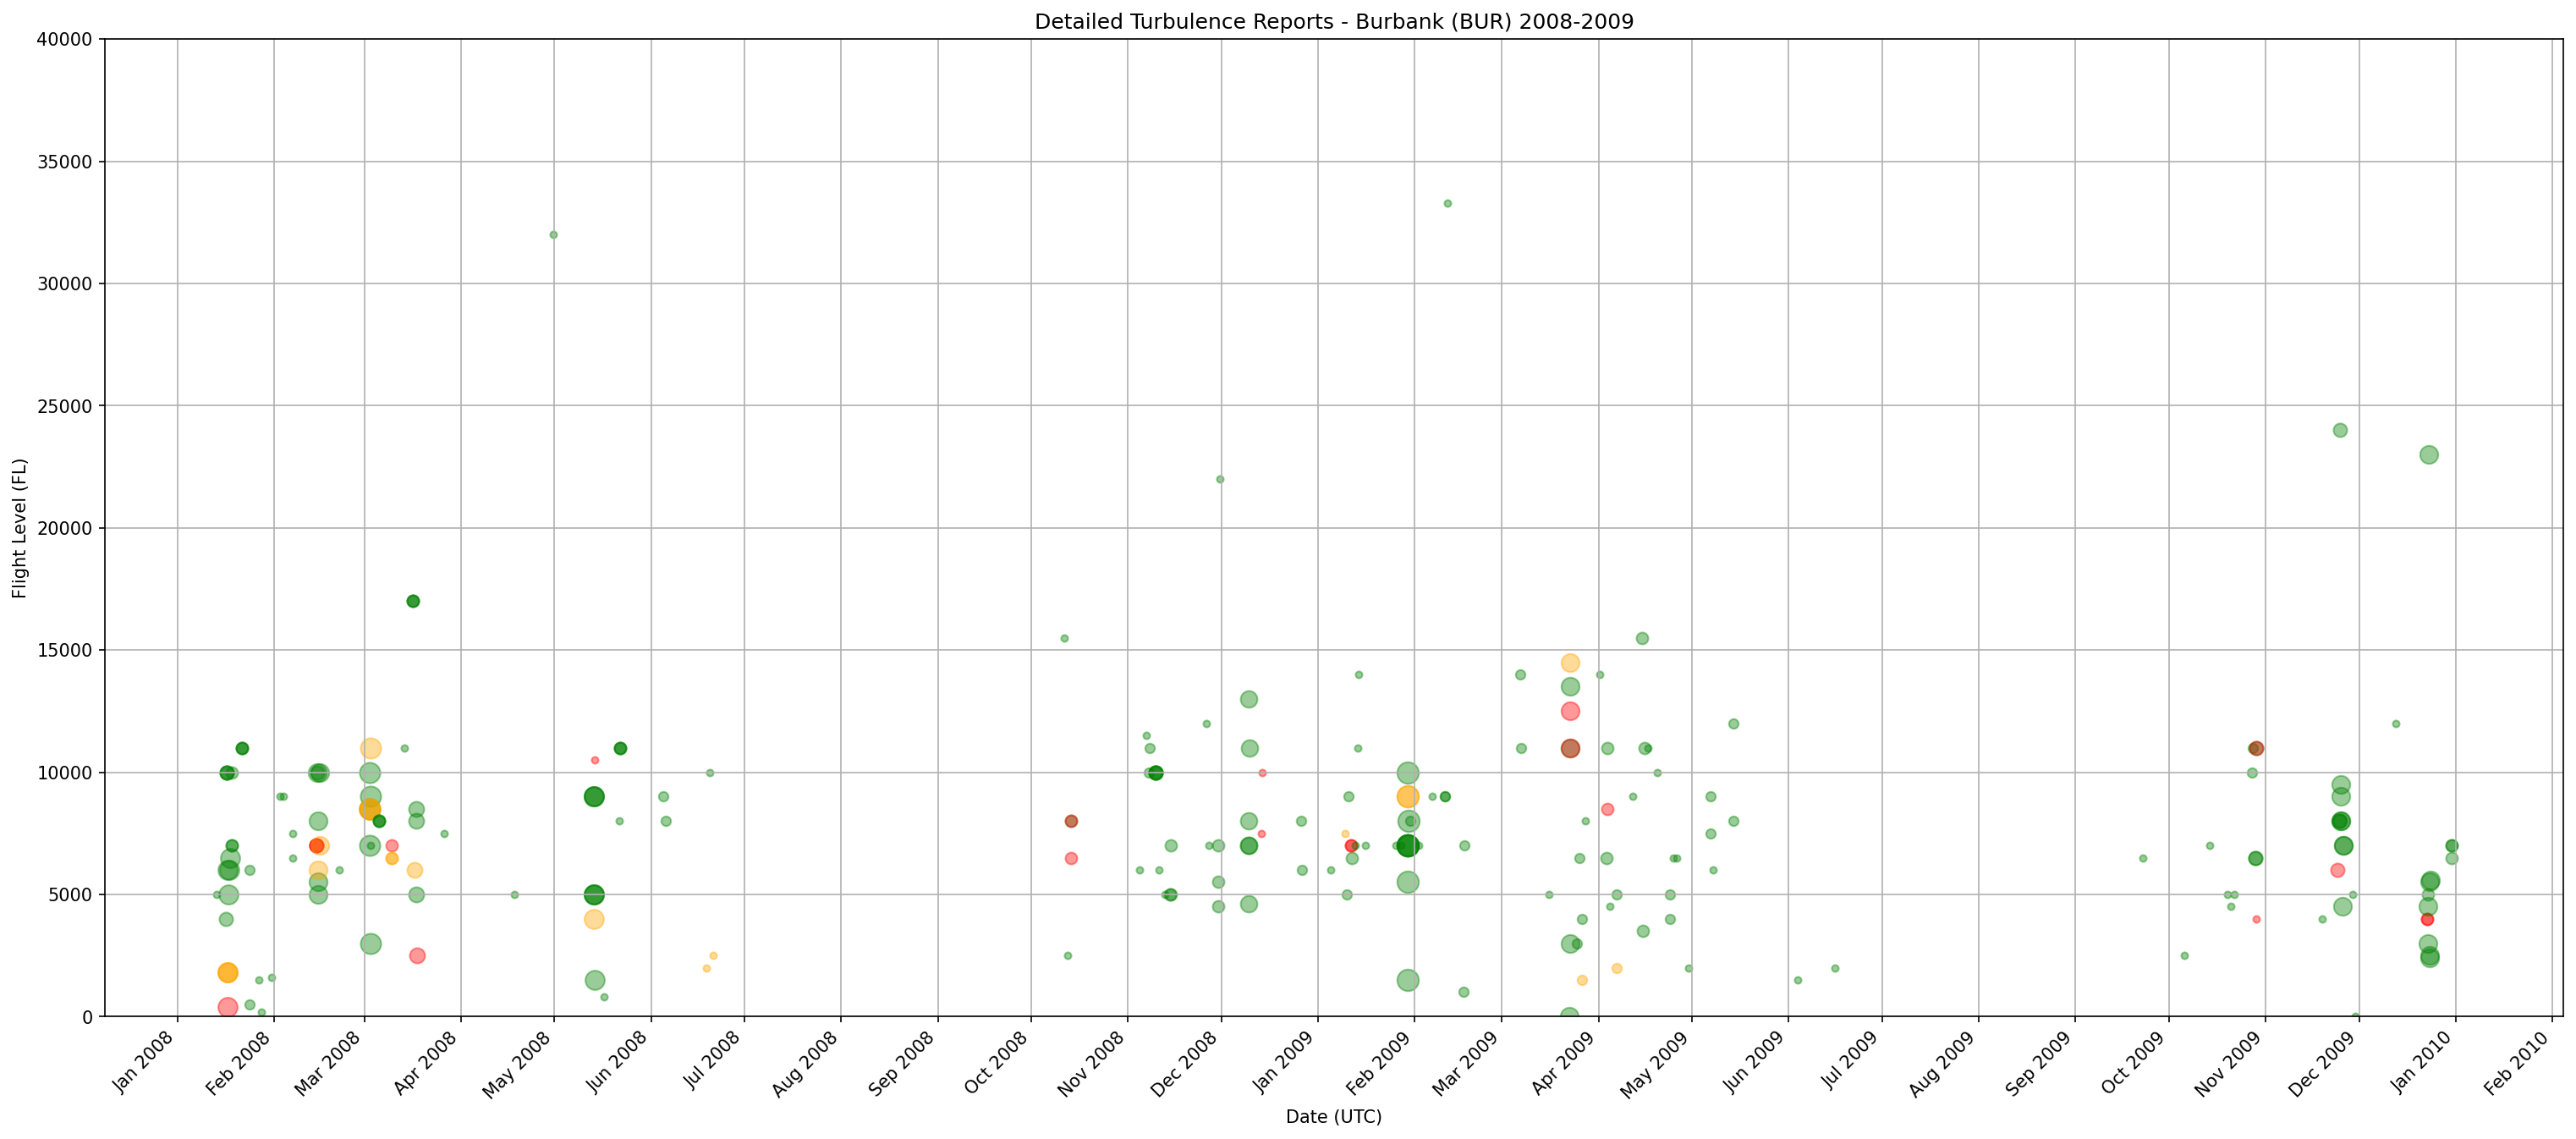 Detailed Turbulence Reports - Burbank (BUR) 2008-2009
40000
35000
30000
25000
20000
15000
10000
5000
0
Flight Level (FL)
Jan 2008
Feb 2008
Mar 2008
Apr 2008
May 2008
Jun 2008
Jul 2008
Aug 2008
Sep 2008
Oct 2008
Nov 2008
Dec 2008
Jan 2009
Feb 2009
Mar 2009
Apr 2009
May 2009
Jun 2009
Jul 2009
Aug 2009
Sep 2009
Oct 2009
Nov 2009
Dec 2009
Jan 2010
Feb 2010
Date (UTC)